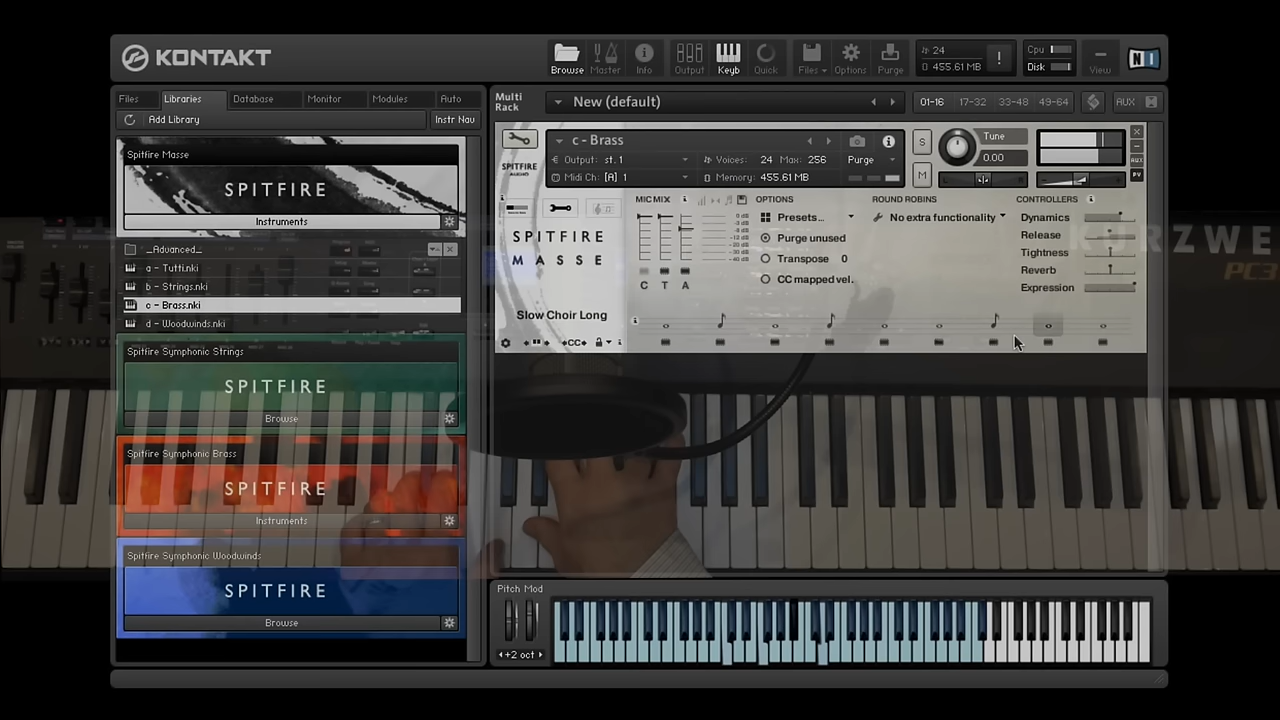 KONTAKT
Browse Master Info Output Keyb Quick Files Options Purge
24
455.61 MB
Cpu
Disk
View
Files Libraries Database Monitor Modules Auto
Add Library Instr Nav
Spitfire Masse
SPITFIRE
Instruments
_Advanced_
a - Tutti.nki
b - Strings.nki
c - Brass.nki
d - Woodwinds.nki
Spitfire Symphonic Strings
SPITFIRE
Browse
Spitfire Symphonic Brass
SPITFIRE
Instruments
Spitfire Symphonic Woodwinds
SPITFIRE
Browse
Multi Rack
New (default)
01-16 17-32 33-48 49-64 AUX
SPITFIRE AUDIO
c - Brass
Output: st. 1 Voices: 24 Max: 256 Purge
Midi Ch: [A] 1 Memory: 455.61 MB
S
M
Tune
0.00
AUX
PV
MIC MIX OPTIONS ROUND ROBINS CONTROLLERS
SPITFIRE
MASSE
C T A
Presets...
Purge unused
Transpose 0
CC mapped vel.
No extra functionality
Dynamics
Release
Tightness
Reverb
Expression
Slow Choir Long
CC
KURZWE
PC3
Pitch Mod
+2 oct